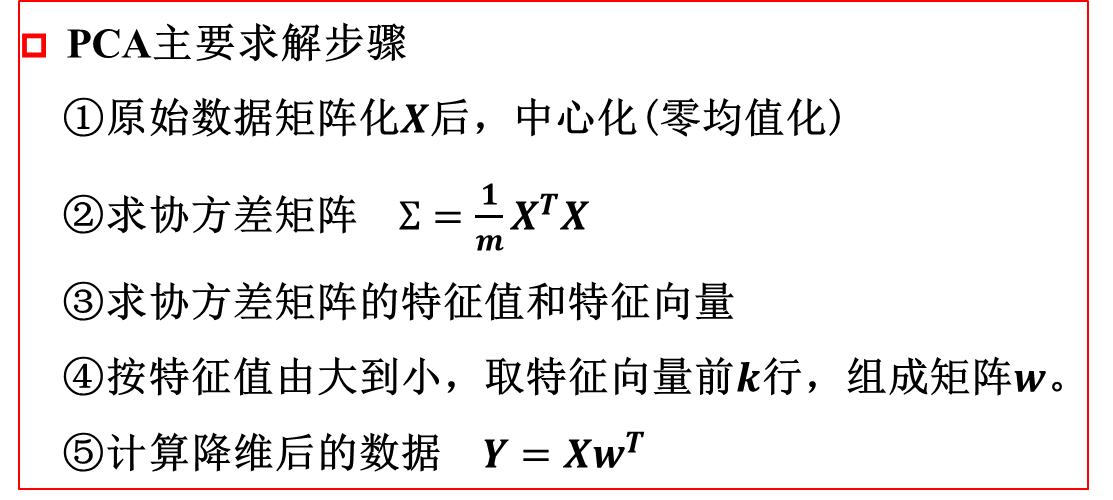 PCA主要求解步骤
①原始数据矩阵化X后，中心化(零均值化)
②求协方差矩阵 Σ = 1/m X^T X
③求协方差矩阵的特征值和特征向量
④按特征值由大到小，取特征向量前k行，组成矩阵w。
⑤计算降维后的数据 Y = Xw^T